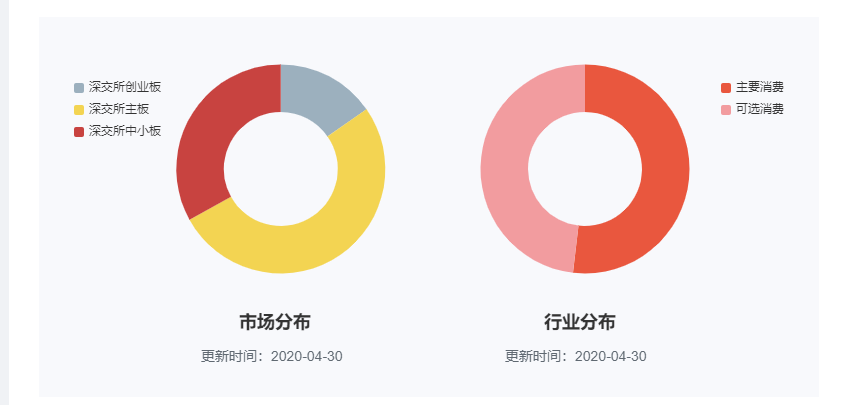 深交所创业板
深交所主板
深交所中小板
主要消费
可选消费
市场分布
更新时间：2020-04-30
行业分布
更新时间：2020-04-30